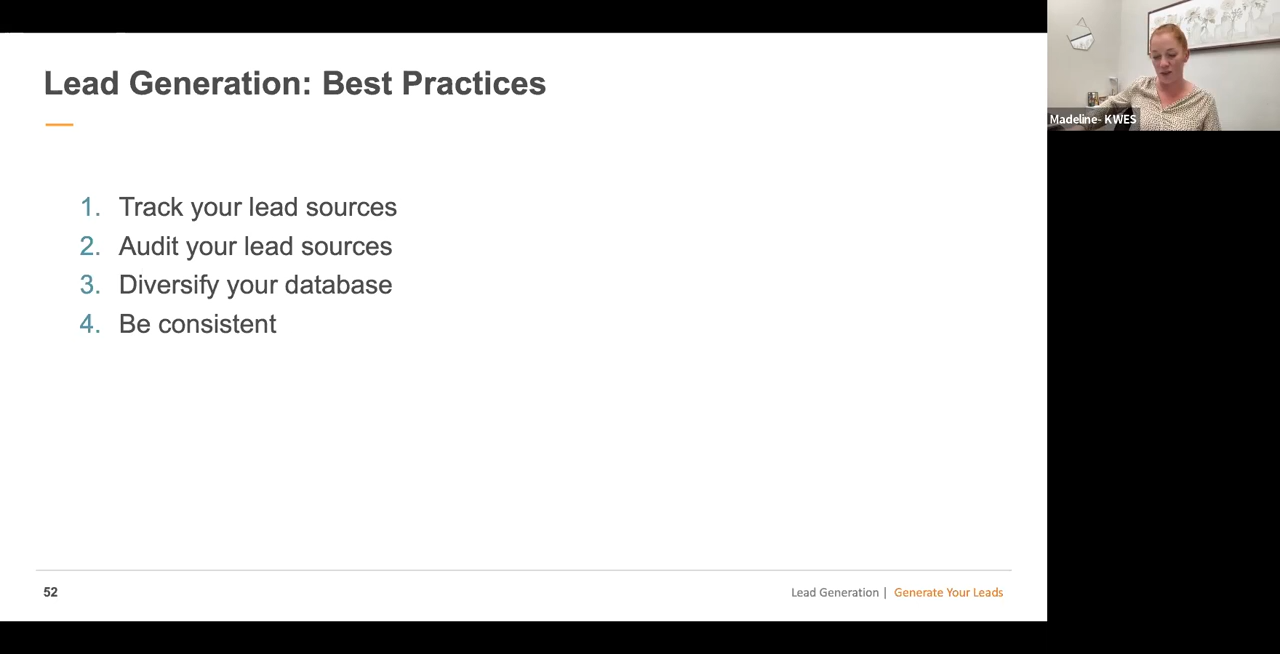 Lead Generation: Best Practices
1. Track your lead sources
2. Audit your lead sources
3. Diversify your database
4. Be consistent
52
Lead Generation | Generate Your Leads
Madeline- KWES